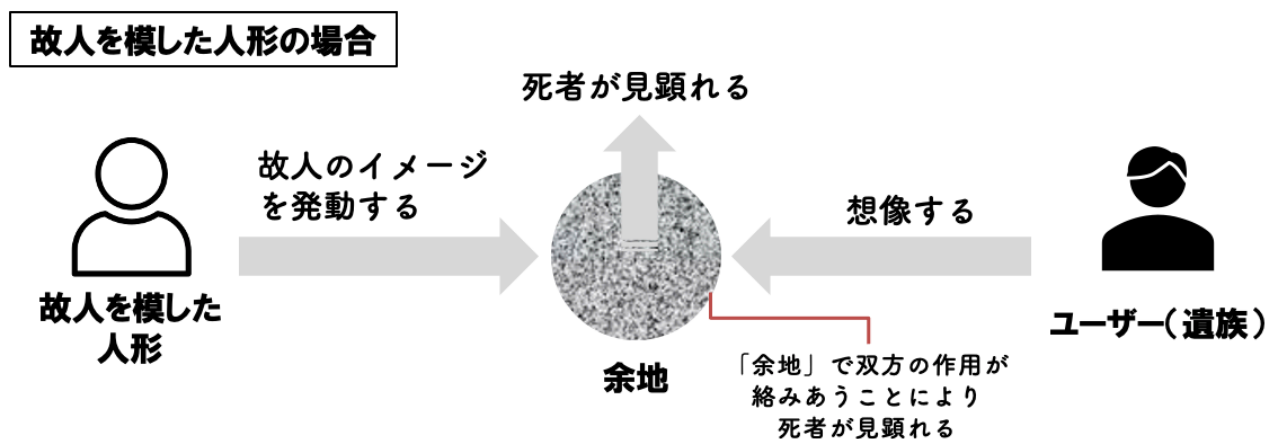 故人を模した人形の場合
死者が見顕れる
故人のイメージ
を発動する
想像する
故人を模した
人形
余地
ユーザー(遺族)
「余地」で双方の作用が
絡みあうことにより
死者が見顕れる